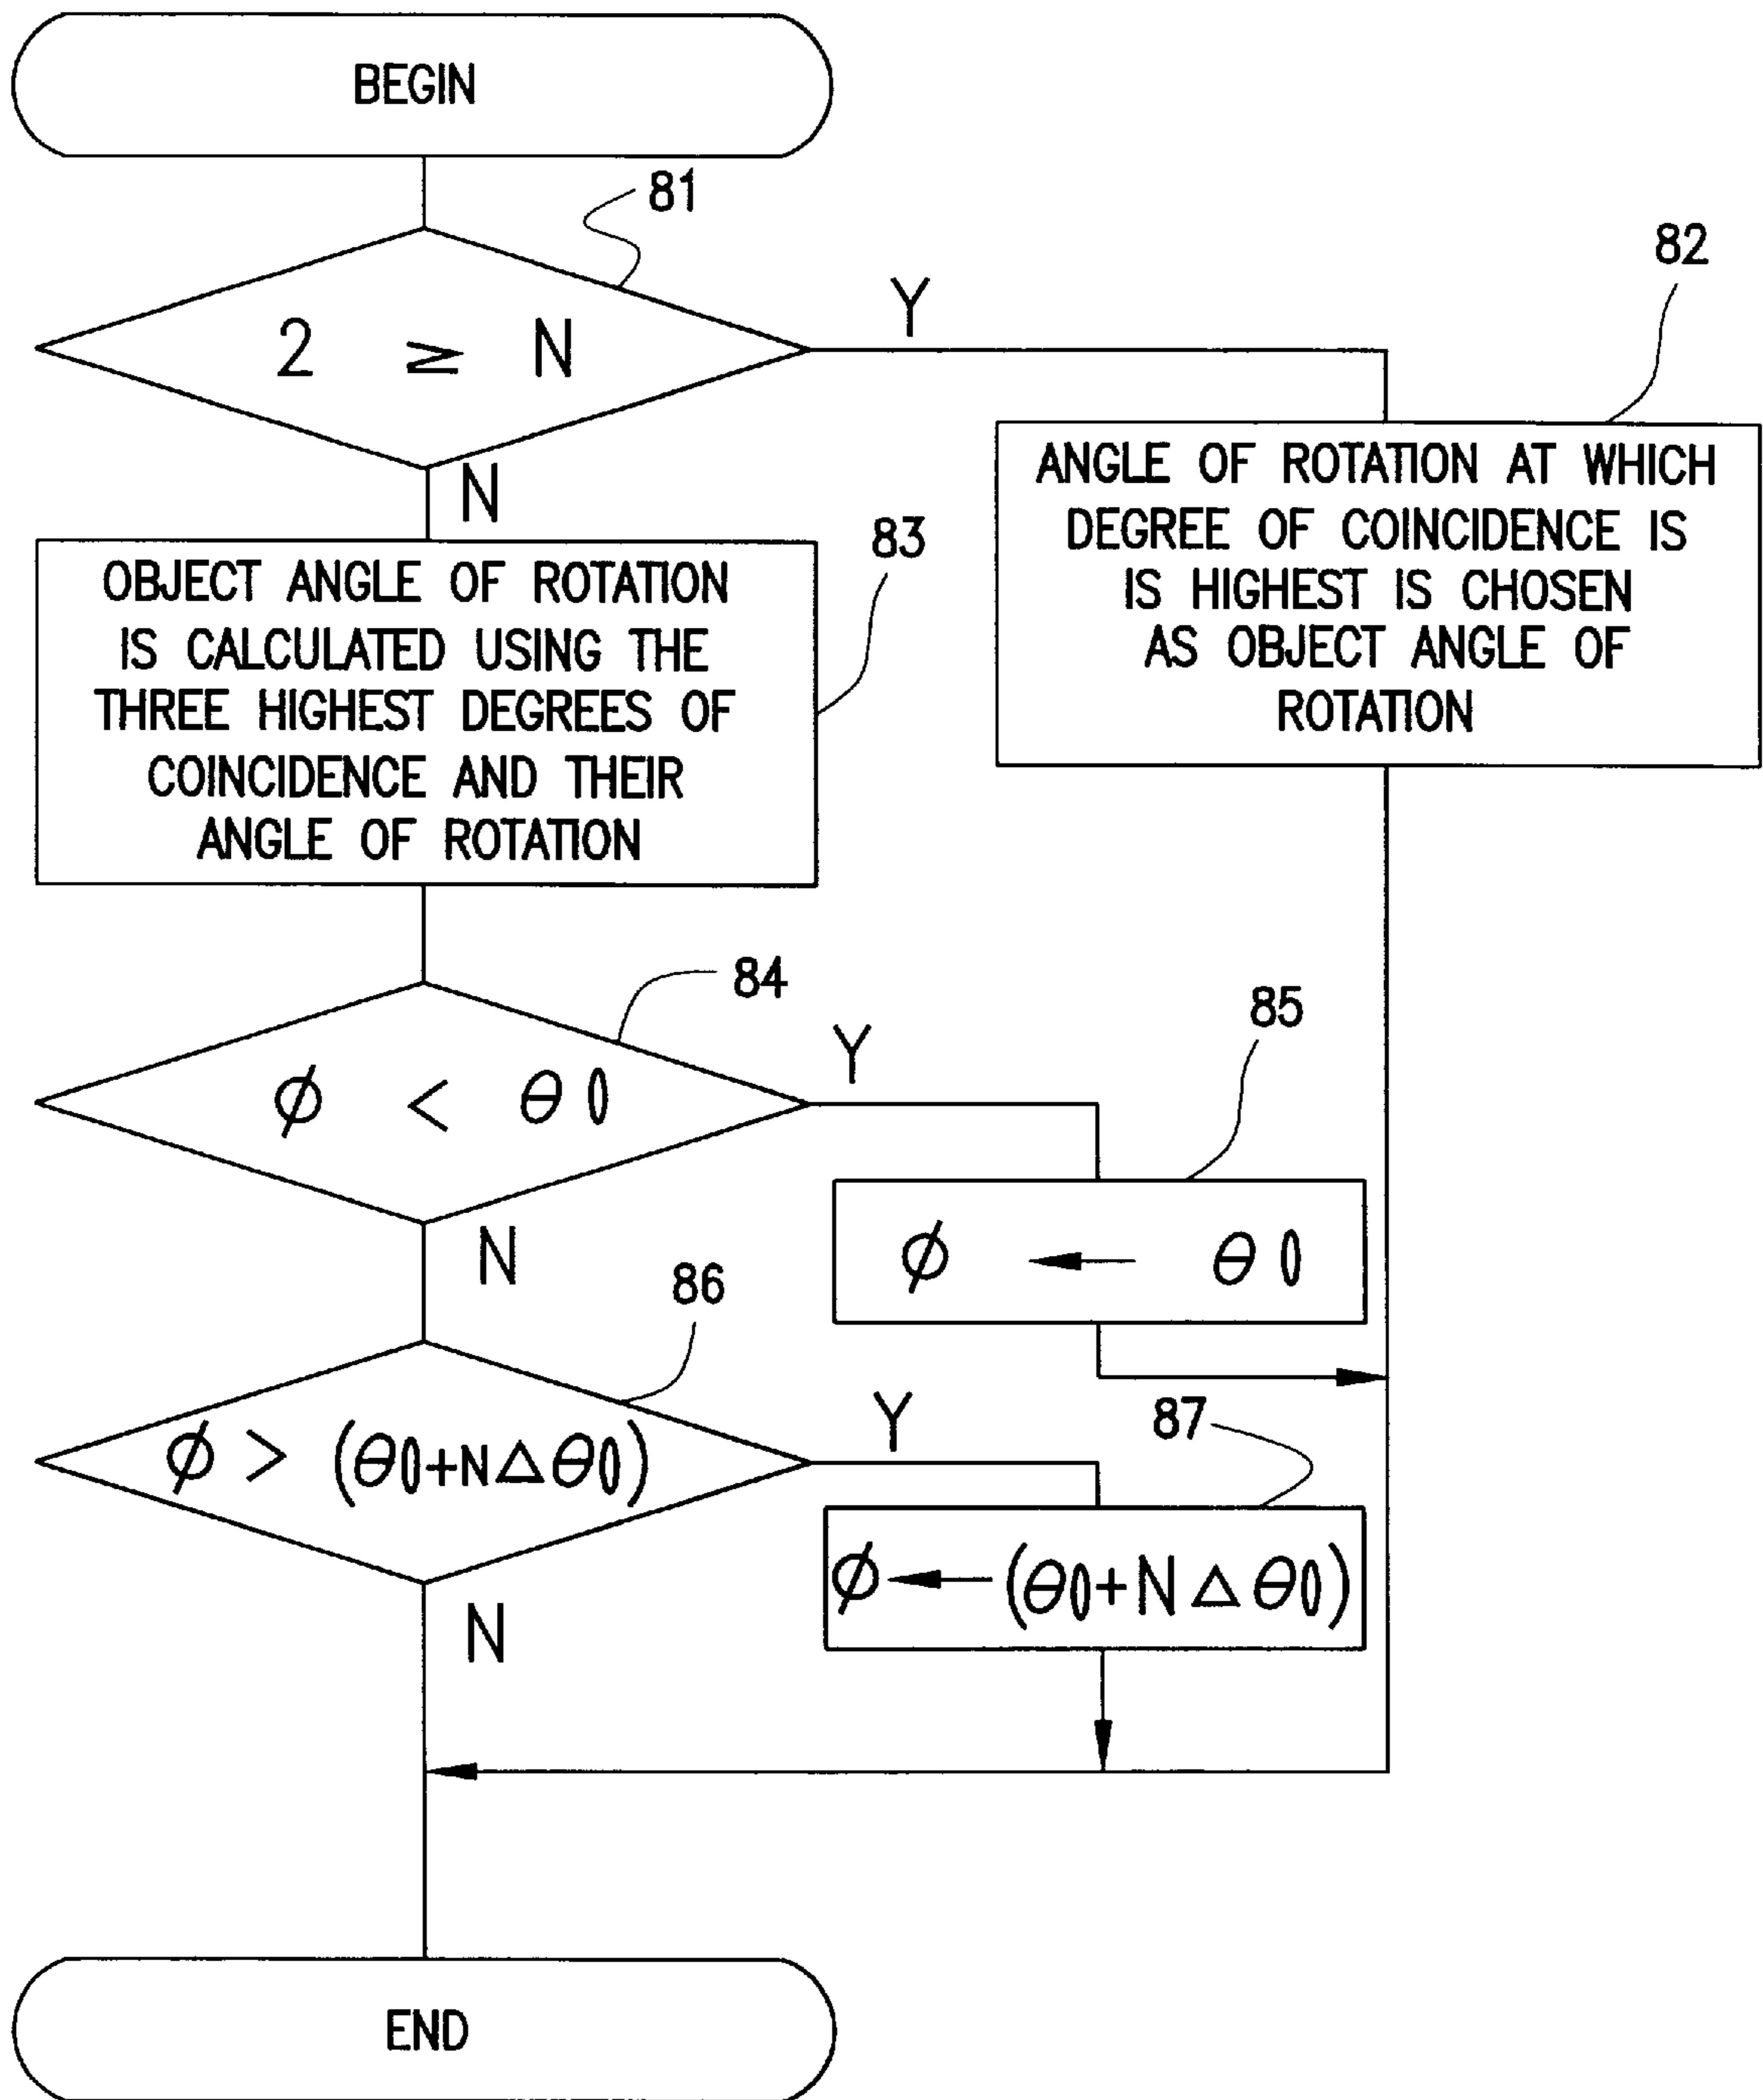 BEGIN
81
2 ≥ N
Y
82
ANGLE OF ROTATION AT WHICH
DEGREE OF COINCIDENCE IS
IS HIGHEST IS CHOSEN
AS OBJECT ANGLE OF
ROTATION
N
83
OBJECT ANGLE OF ROTATION
IS CALCULATED USING THE
THREE HIGHEST DEGREES OF
COINCIDENCE AND THEIR
ANGLE OF ROTATION
84
ϕ < θ0
Y
85
ϕ ← θ0
N
86
ϕ > (θ0+NΔθ0)
Y
87
ϕ ← (θ0+NΔθ0)
N
END